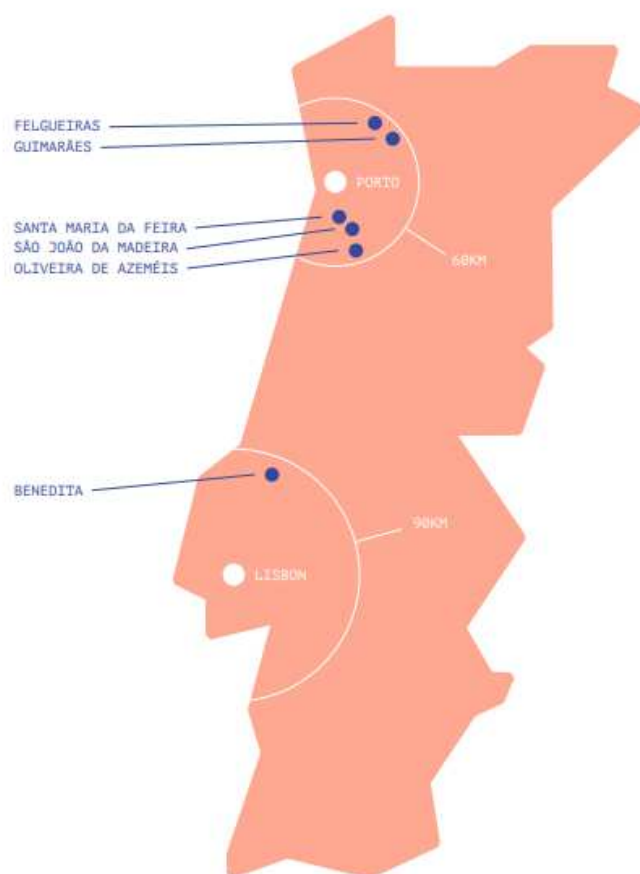 FELGUEIRAS
GUIMARÃES
PORTO
SANTA MARIA DA FEIRA
SÃO JOÃO DA MADEIRA
OLIVEIRA DE AZEMÉIS
60KM
BENEDITA
90KM
LISBON